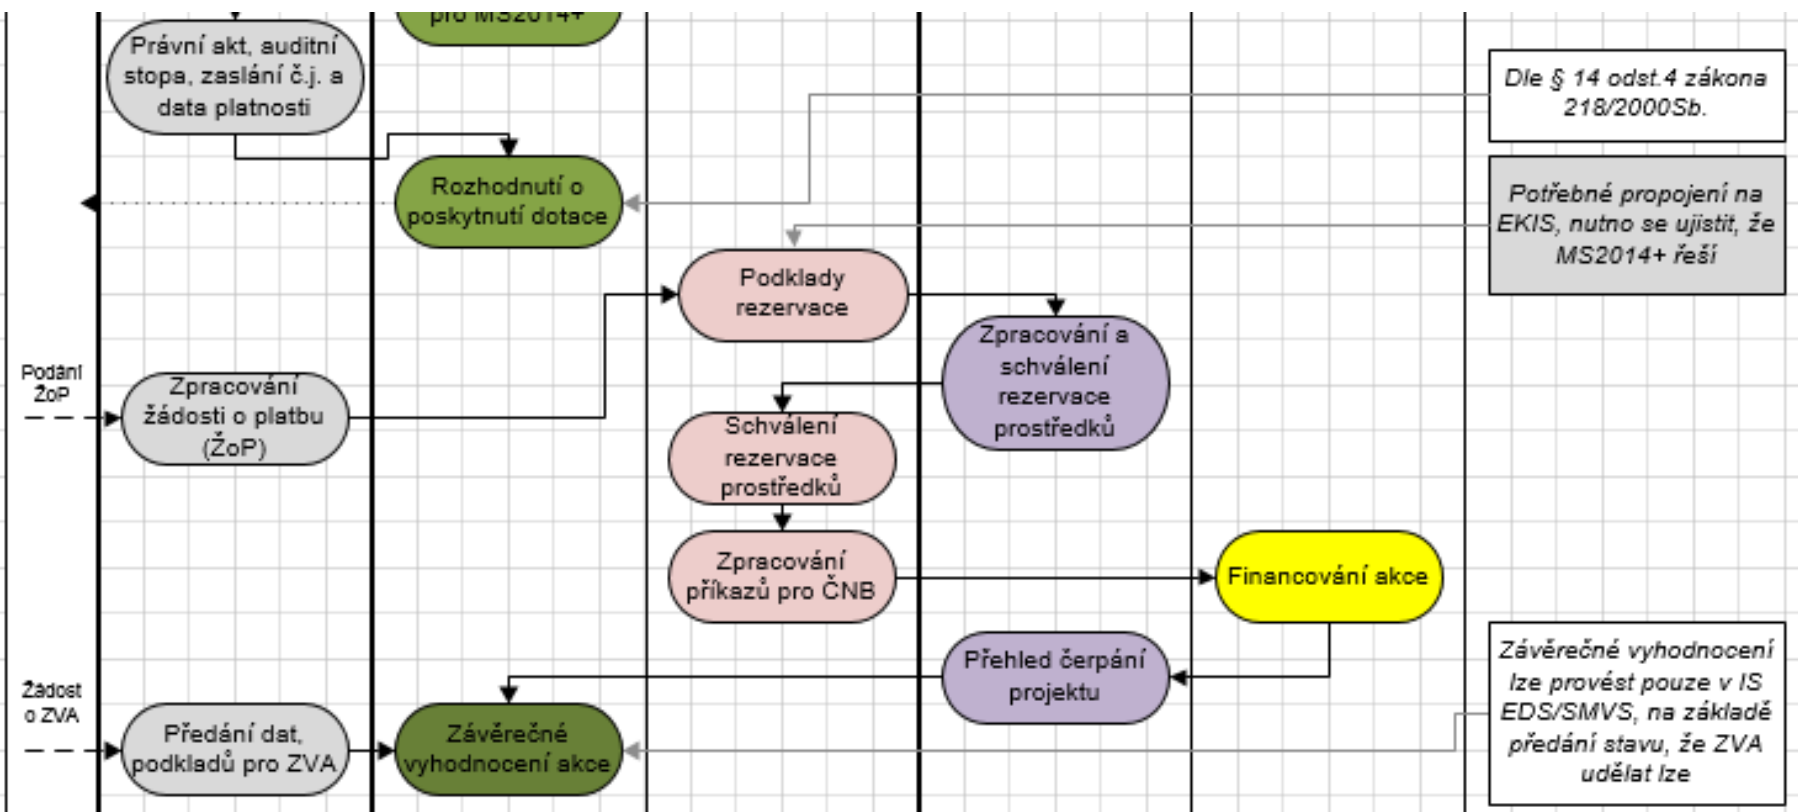 pro MS2014+
Právní akt, auditní
stopa, zaslání č.j. a
data platnosti
Dle § 14 odst.4 zákona
218/2000Sb.
Rozhodnutí o
poskytnutí dotace
Potřebné propojení na
EKIS, nutno se ujistit, že
MS2014+ řeší
Podklady
rezervace
Zpracování a
schválení
rezervace
prostředků
Podání
ŽoP
Zpracování
žádosti o platbu
(ŽoP)
Schválení
rezervace
prostředků
Zpracování
příkazů pro ČNB
Financování akce
Přehled čerpání
projektu
Závěrečné vyhodnocení
lze provést pouze v IS
EDS/SMVS, na základě
předání stavu, že ZVA
udělat lze
Žádost
o ZVA
Předání dat,
podkladů pro ZVA
Závěrečné
vyhodnocení akce